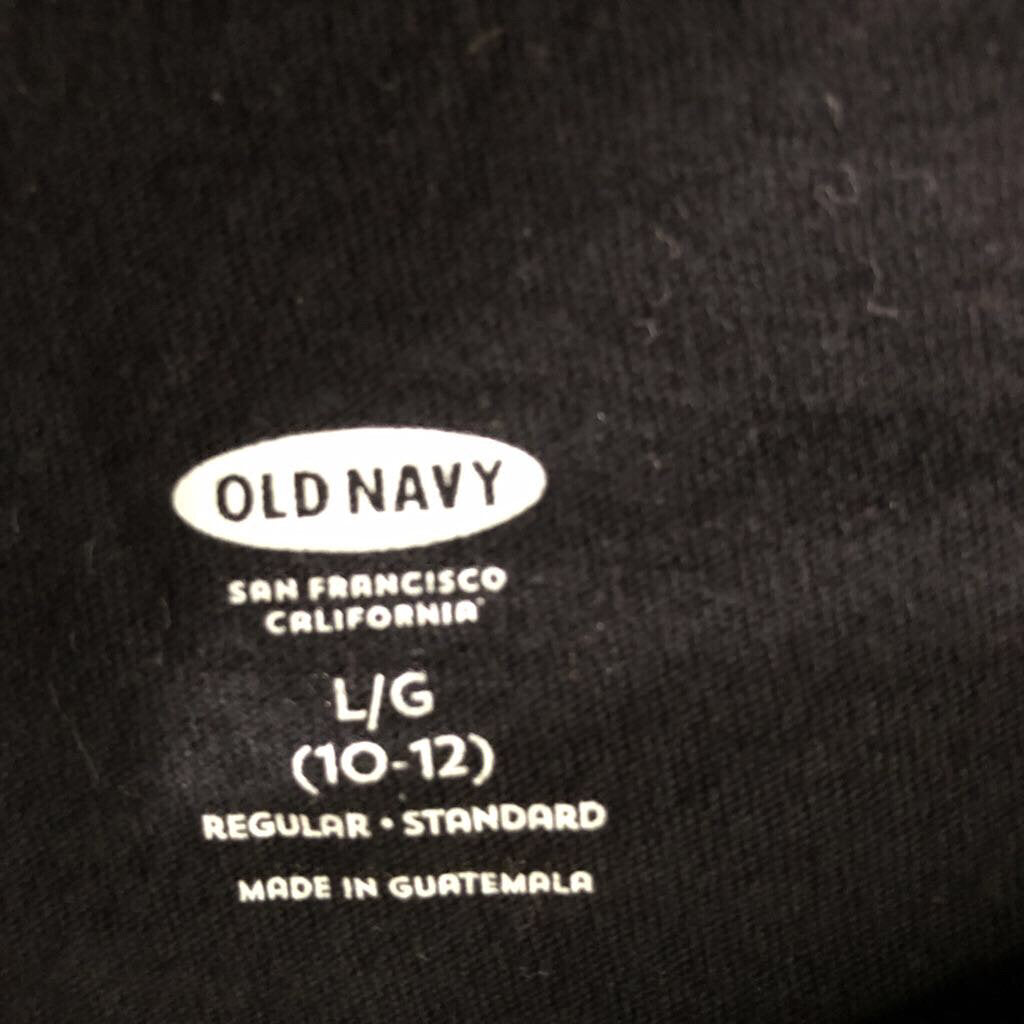 OLD NAVY
SAN FRANCISCO
CALIFORNIA
L/G
(10-12)
REGULAR • STANDARD
MADE IN GUATEMALA